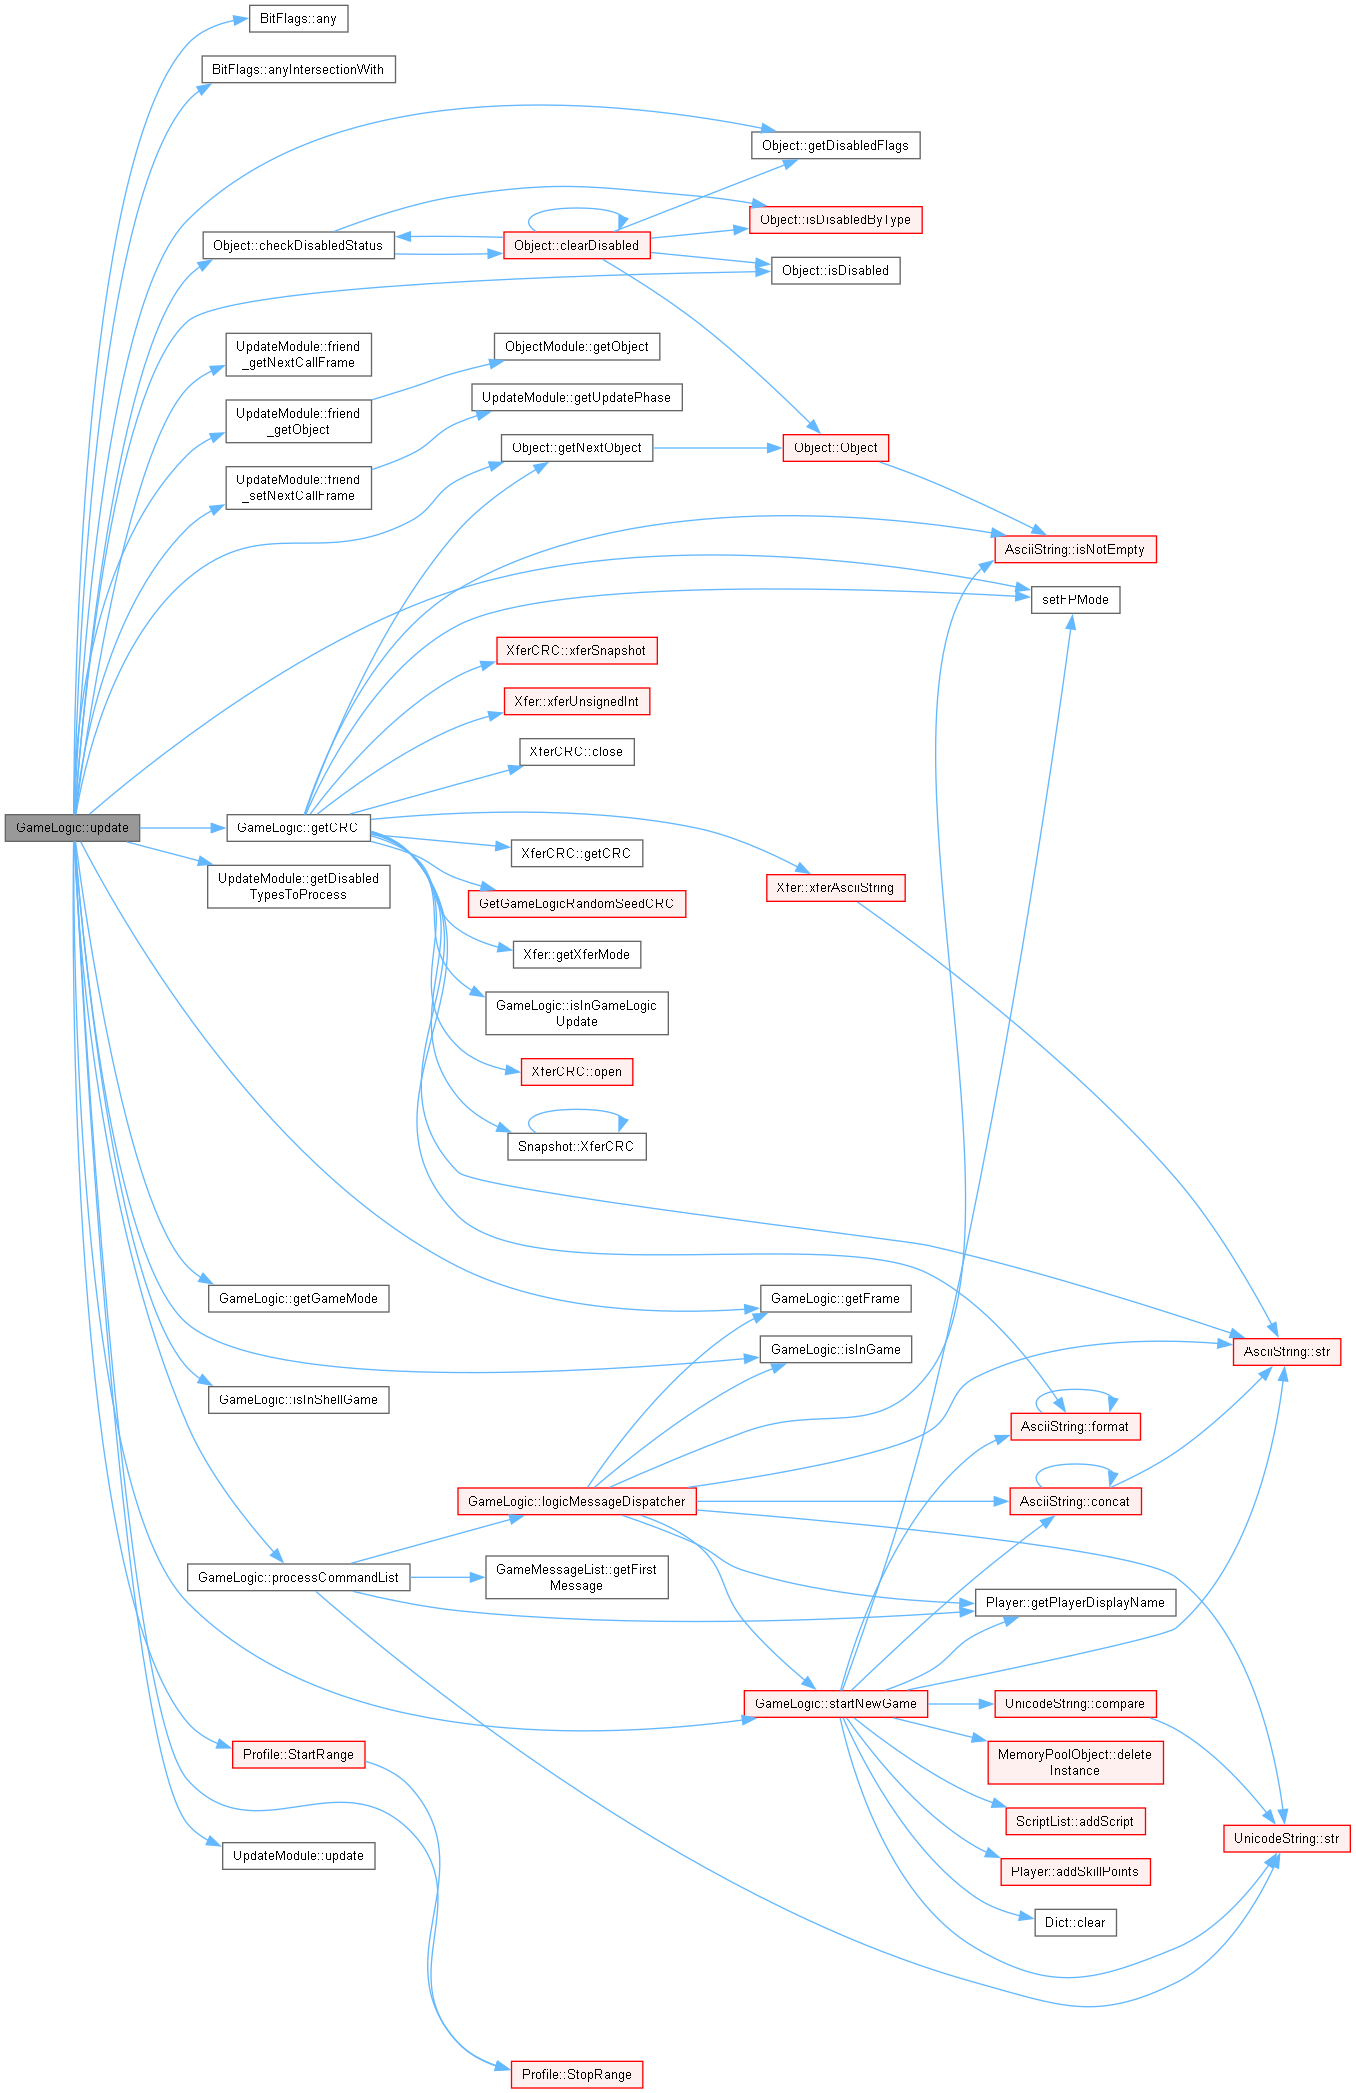 BitFlags::any
BitFlags::anyIntersectionWith
Object::getDisabledFlags
Object::isDisabledByType
Object::checkDisabledStatus
Object::clearDisabled
Object::isDisabled
UpdateModule::friend
_getNextCallFrame
ObjectModule::getObject
UpdateModule::getUpdatePhase
UpdateModule::friend
_getObject
Object::getNextObject
Object::Object
UpdateModule::friend
_setNextCallFrame
AsciiString::isNotEmpty
setFPMode
XferCRC::xferSnapshot
Xfer::xferUnsignedInt
XferCRC::close
GameLogic::update
GameLogic::getCRC
XferCRC::getCRC
UpdateModule::getDisabled
TypesToProcess
Xfer::xferAsciiString
GetGameLogicRandomSeedCRC
Xfer::getXferMode
GameLogic::isInGameLogic
Update
XferCRC::open
Snapshot::XferCRC
GameLogic::getGameMode
GameLogic::getFrame
GameLogic::isInGame
AsciiString::str
GameLogic::isInShellGame
AsciiString::format
GameLogic::logicMessageDispatcher
AsciiString::concat
GameLogic::processCommandList
GameMessageList::getFirst
Message
Player::getPlayerDisplayName
GameLogic::startNewGame
UnicodeString::compare
Profile::StartRange
MemoryPoolObject::delete
Instance
ScriptList::addScript
UnicodeString::str
UpdateModule::update
Player::addSkillPoints
Dict::clear
Profile::StopRange